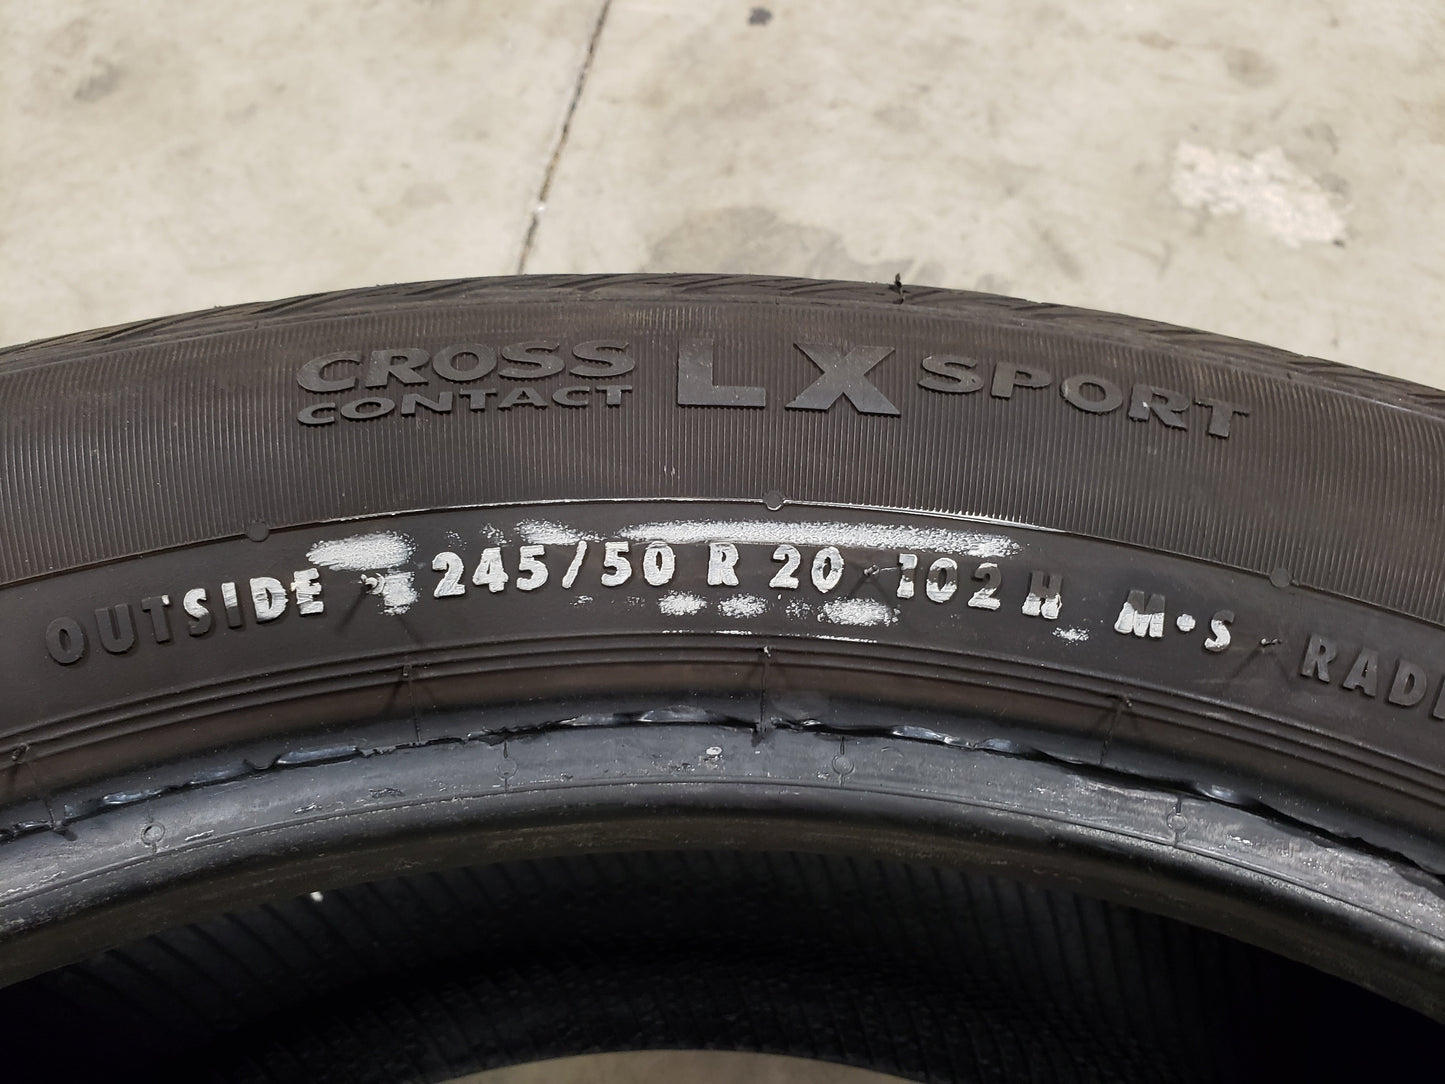 CROSS
CONTACT
LX SPORT
OUTSIDE 245/50 R 20 102 H M•S